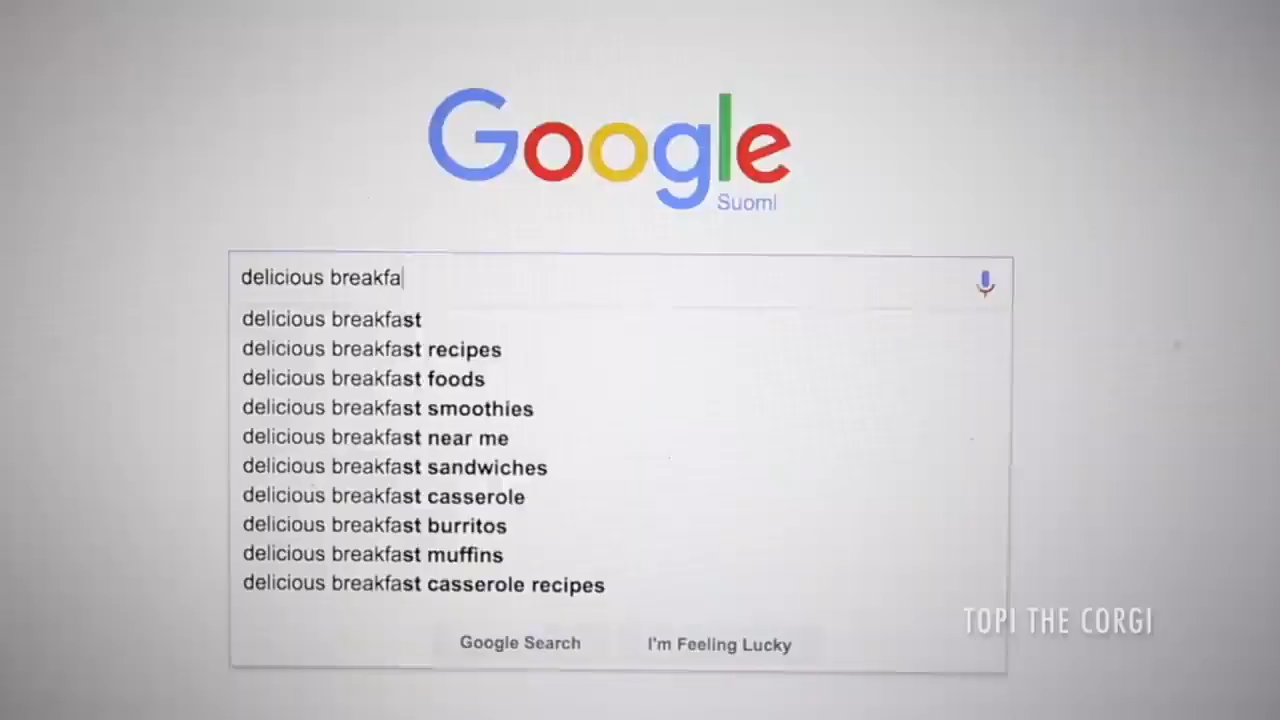 Google
Suomi
delicious breakfa
delicious breakfast
delicious breakfast recipes
delicious breakfast foods
delicious breakfast smoothies
delicious breakfast near me
delicious breakfast sandwiches
delicious breakfast casserole
delicious breakfast burritos
delicious breakfast muffins
delicious breakfast casserole recipes
Google Search I'm Feeling Lucky
TOPI THE CORGI